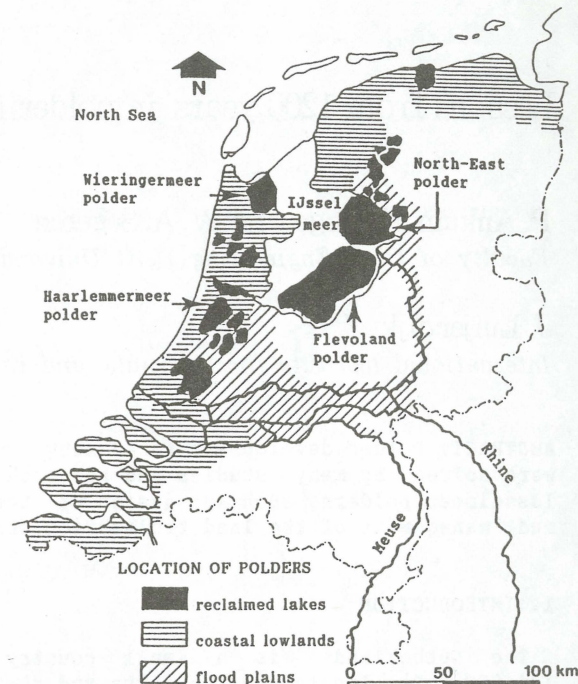 N
North Sea
Wieringermeer
polder
IJssel
meer
North-East
polder
Haarlemmermeer
polder
Flevoland
polder
Rhine
Meuse
LOCATION OF POLDERS
reclaimed lakes
coastal lowlands
flood plains
0
50
100 km